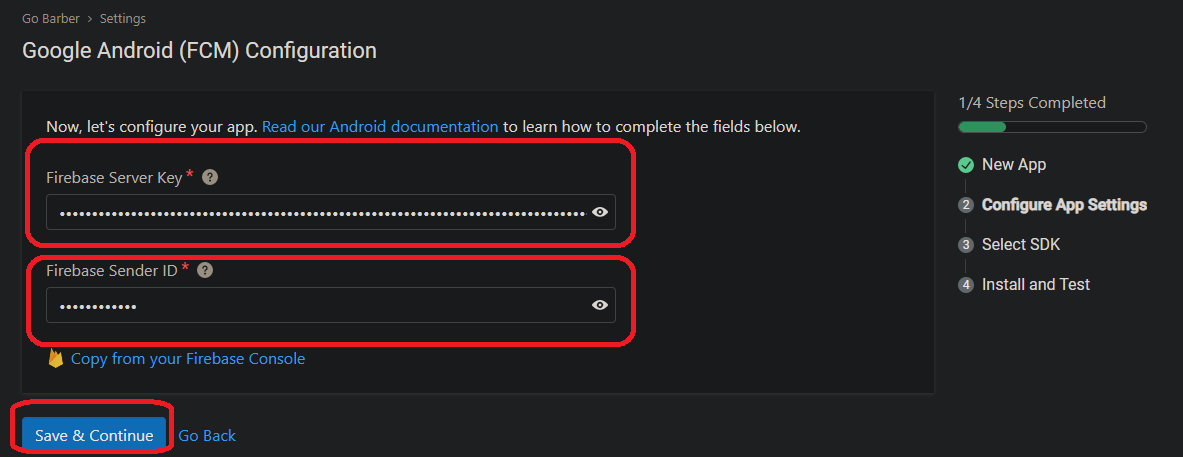 Go Barber > Settings
Google Android (FCM) Configuration
Now, let's configure your app. Read our Android documentation to learn how to complete the fields below.
Firebase Server Key * ?
Firebase Sender ID * ?
Copy from your Firebase Console
Save & Continue Go Back
1/4 Steps Completed
New App
2 Configure App Settings
3 Select SDK
4 Install and Test